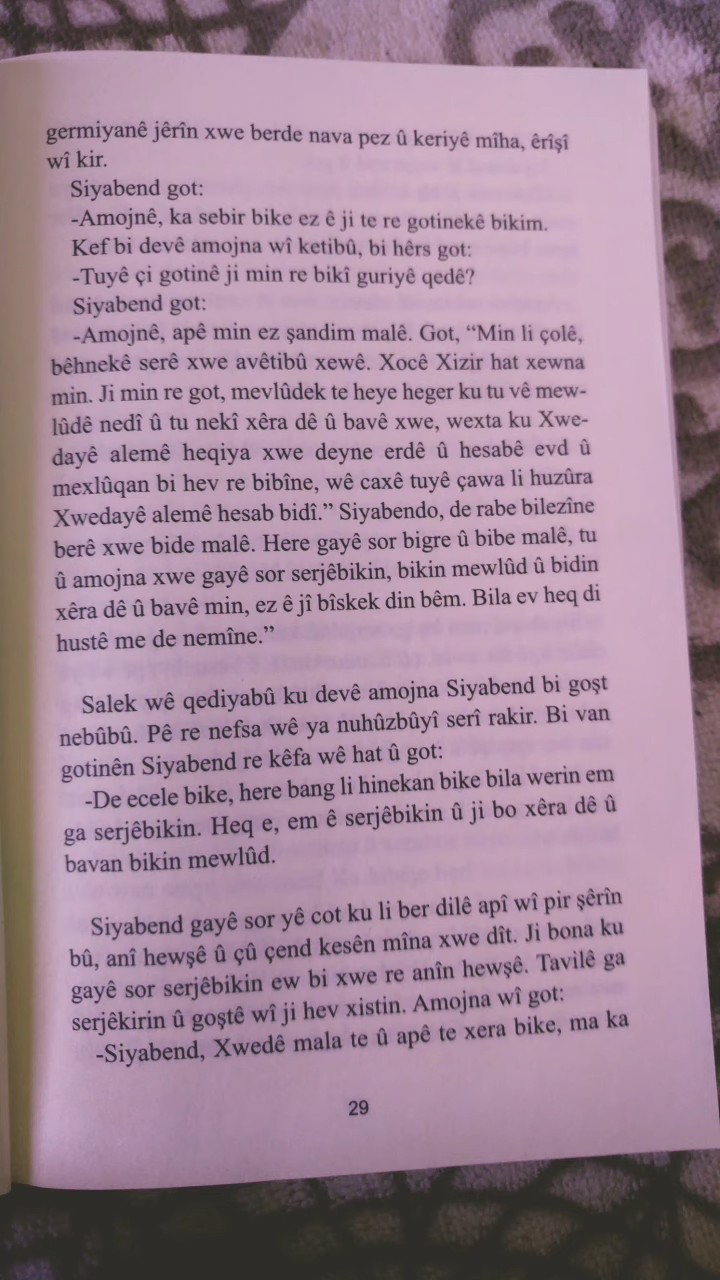 germiyanê jêrîn xwe berde nava pez û keriyê mîha, êrîşî
wî kir.
Siyabend got:
-Amojnê, ka sebir bike ez ê ji te re gotinekê bikim.
Kef bi devê amojna wî ketibû, bi hêrs got:
-Tuyê çi gotinê ji min re bikî guriyê qedê?
Siyabend got:
-Amojnê, apê min ez şandim malê. Got, “Min li çolê,
bêhnekê serê xwe avêtibû xewê. Xocê Xizir hat xewna
min. Ji min re got, mevlûdek te heye heger ku tu vê mew-
lûdê nedî û tu nekî xêra dê û bavê xwe, wexta ku Xwe-
dayê alemê heqiya xwe deyne erdê û hesabê evd û
mexlûqan bi hev re bibîne, wê caxê tuyê çawa li huzûra
Xwedayê alemê hesab bidî.” Siyabendo, de rabe bilezîne
berê xwe bide malê. Here gayê sor bigre û bibe malê, tu
û amojna xwe gayê sor serjêbikin, bikin mewlûd û bidin
xêra dê û bavê min, ez ê jî bîskek din bêm. Bila ev heq di
hustê me de nemîne.”
Salek wê qediyabû ku devê amojna Siyabend bi goşt
nebûbû. Pê re nefsa wê ya nuhûzbûyî serî rakir. Bi van
gotinên Siyabend re kêfa wê hat û got:
-De ecele bike, here bang li hinekan bike bila werin em
ga serjêbikin. Heq e, em ê serjêbikin û ji bo xêra dê û
bavan bikin mewlûd.
Siyabend gayê sor yê cot ku li ber dilê apî wî pir şêrîn
bû, anî hewşê û çû çend kesên mîna xwe dît. Ji bona ku
gayê sor serjêbikin ew bi xwe re anîn hewşê. Tavilê ga
serjêkirin û goştê wî ji hev xistin. Amojna wî got:
-Siyabend, Xwedê mala te û apê te xera bike, ma ka
29